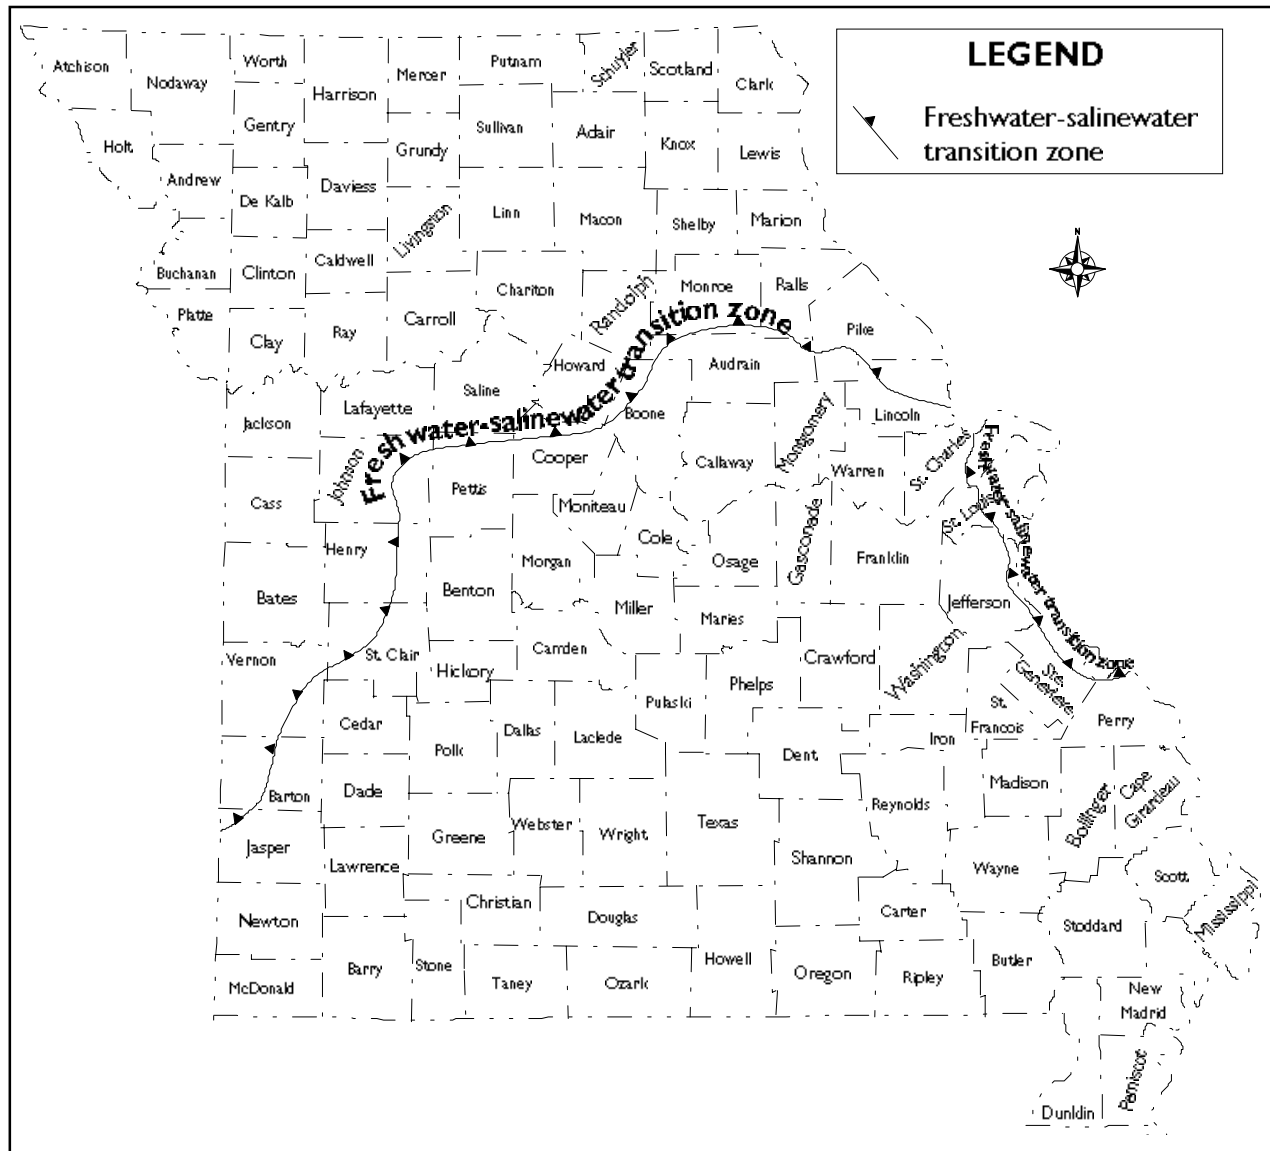 LEGEND
Freshwater-salinewater
transition zone
N
Atchison
Nodaway
Worth
Harrison
Mercer
Putnam
Schuyler
Scotland
Clark
Gentry
Sullivan
Adair
Knox
Lewis
Holt
Andrew
De Kalb
Daviess
Grundy
Livingston
Linn
Macon
Shelby
Marion
Buchanan
Clinton
Caldwell
Chariton
Randolph
Monroe
Ralls
Platte
Clay
Ray
Carroll
Pike
Howard
Audrain
Saline
Lafayette
Jackson
Boone
Montgomery
Lincoln
Freshwater-salinewater transition zone
Johnson
Cooper
Callaway
Warren
St. Charles
Freshwater-salinewater transition zone
Cass
Pettis
Moniteau
St. Louis
Henry
Morgan
Cole
Osage
Gasconade
Franklin
Bates
Benton
Miller
Maries
Jefferson
Vernon
St. Clair
Hickory
Camden
Crawford
Washington
Ste.
Genevieve
Pulaski
Phelps
St.
Francois
Perry
Cedar
Polk
Dallas
Laclede
Dent
Iron
Barton
Dade
Madison
Bollinger
Cape
Girardeau
Jasper
Greene
Webster
Wright
Texas
Reynolds
Lawrence
Shannon
Wayne
Scott
Mississippi
Newton
Christian
Douglas
Carter
Stoddard
McDonald
Barry
Stone
Taney
Ozark
Howell
Oregon
Ripley
Butler
New
Madrid
Pemiscot
Dunklin